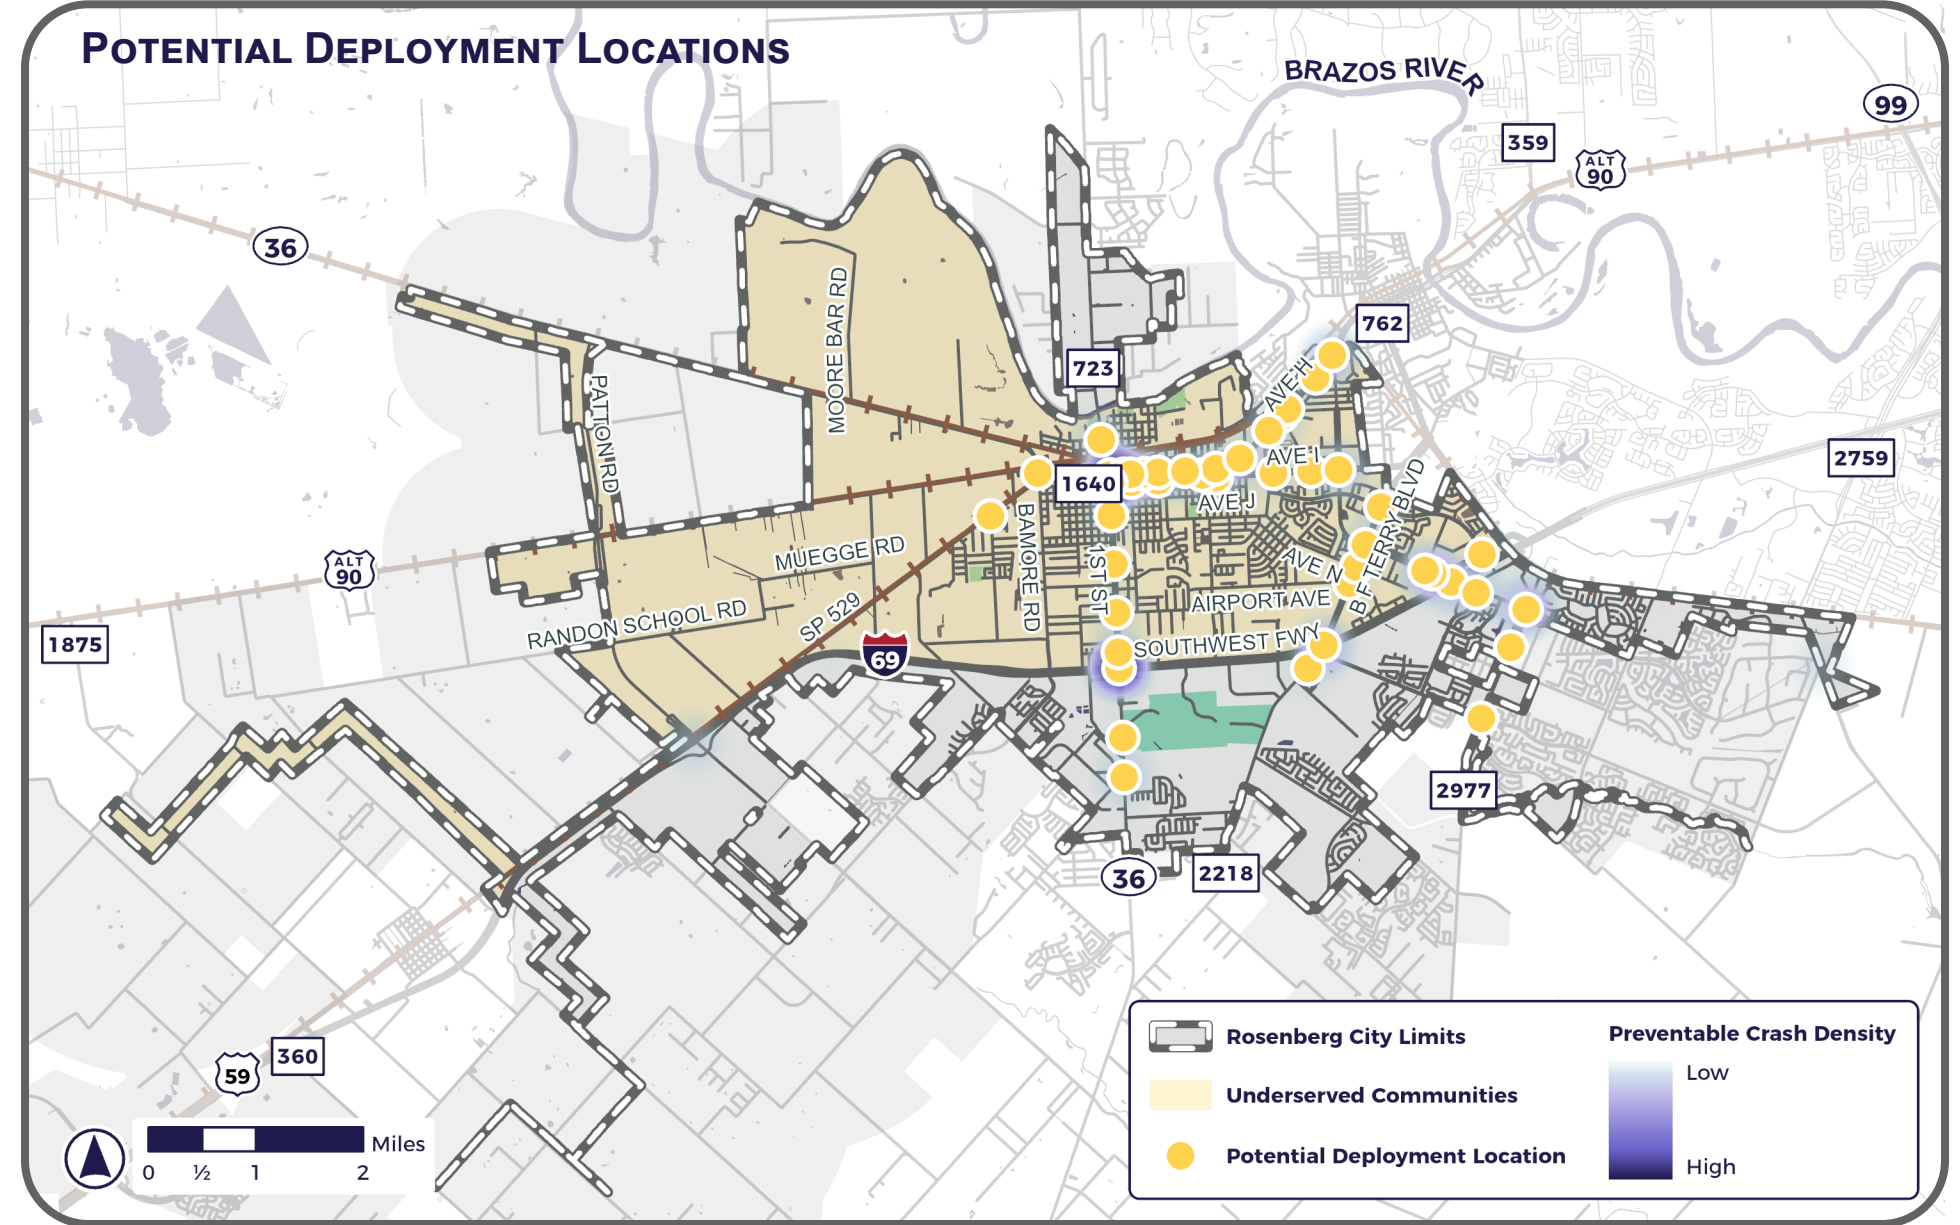 POTENTIAL DEPLOYMENT LOCATIONS
BRAZOS RIVER
99
359
ALT
90
36
762
723
MOORE BAR RD
PATTON RD
AVE H
AVE I
1640
AVE J
2759
BAMORE RD
MUEGGE RD
1ST ST
AVE N
B F TERRY BLVD
ALT
90
AIRPORT AVE
RANDON SCHOOL RD
SP 529
1875
SOUTHWEST FWY
69
2977
36
2218
360
59
Miles
0
½
1
2
Rosenberg City Limits
Underserved Communities
Potential Deployment Location
Preventable Crash Density
Low
High